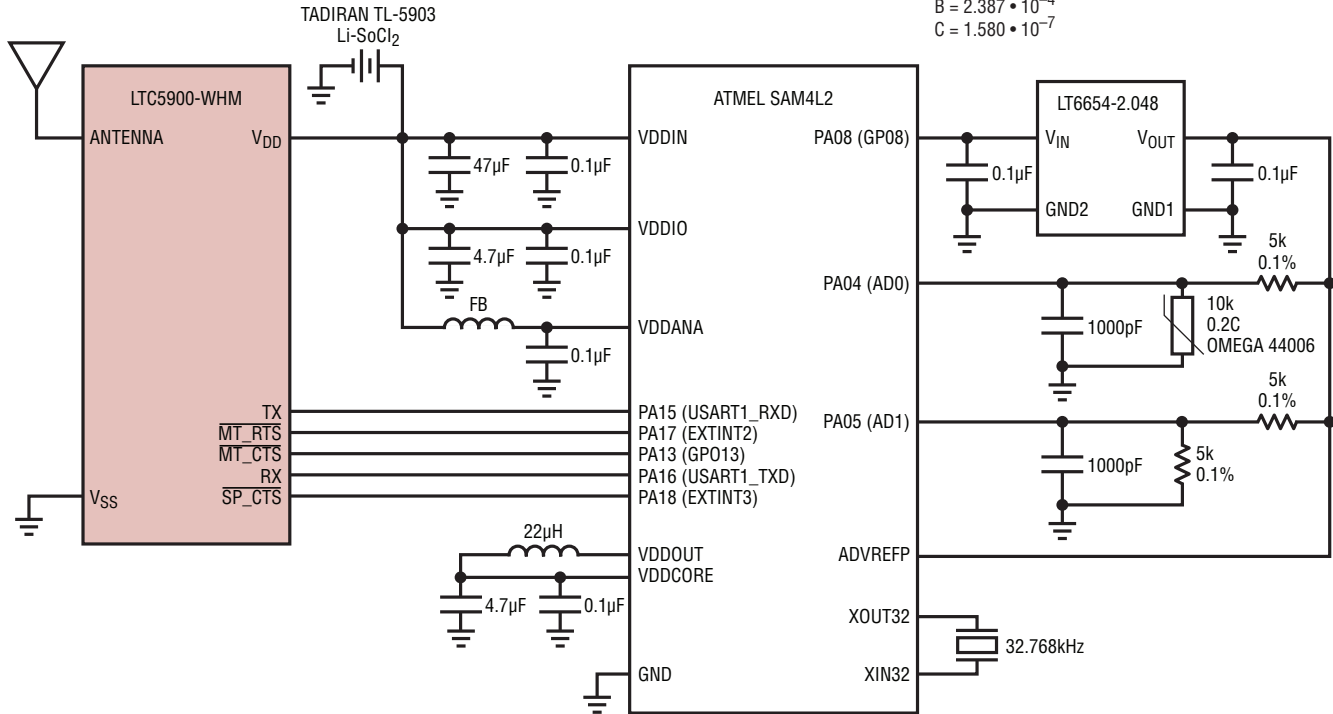 TADIRAN TL-5903
Li-SoCl₂
B = 2.387 • 10⁻⁴
C = 1.580 • 10⁻⁷
LTC5900-WHM
ANTENNA
V_DD
TX
M̅T̅_̅R̅T̅S̅
M̅T̅_̅C̅T̅S̅
RX
S̅P̅_̅C̅T̅S̅
V_SS
47µF
0.1µF
4.7µF
0.1µF
FB
0.1µF
22µH
4.7µF
0.1µF
ATMEL SAM4L2
VDDIN
VDDIO
VDDANA
PA15 (USART1_RXD)
PA17 (EXTINT2)
PA13 (GPO13)
PA16 (USART1_TXD)
PA18 (EXTINT3)
VDDOUT
VDDCORE
GND
PA08 (GP08)
PA04 (AD0)
PA05 (AD1)
ADVREFP
XOUT32
XIN32
0.1µF
LT6654-2.048
V_IN
V_OUT
GND2
GND1
0.1µF
5k
0.1%
1000pF
10k
0.2C
OMEGA 44006
5k
0.1%
1000pF
5k
0.1%
32.768kHz